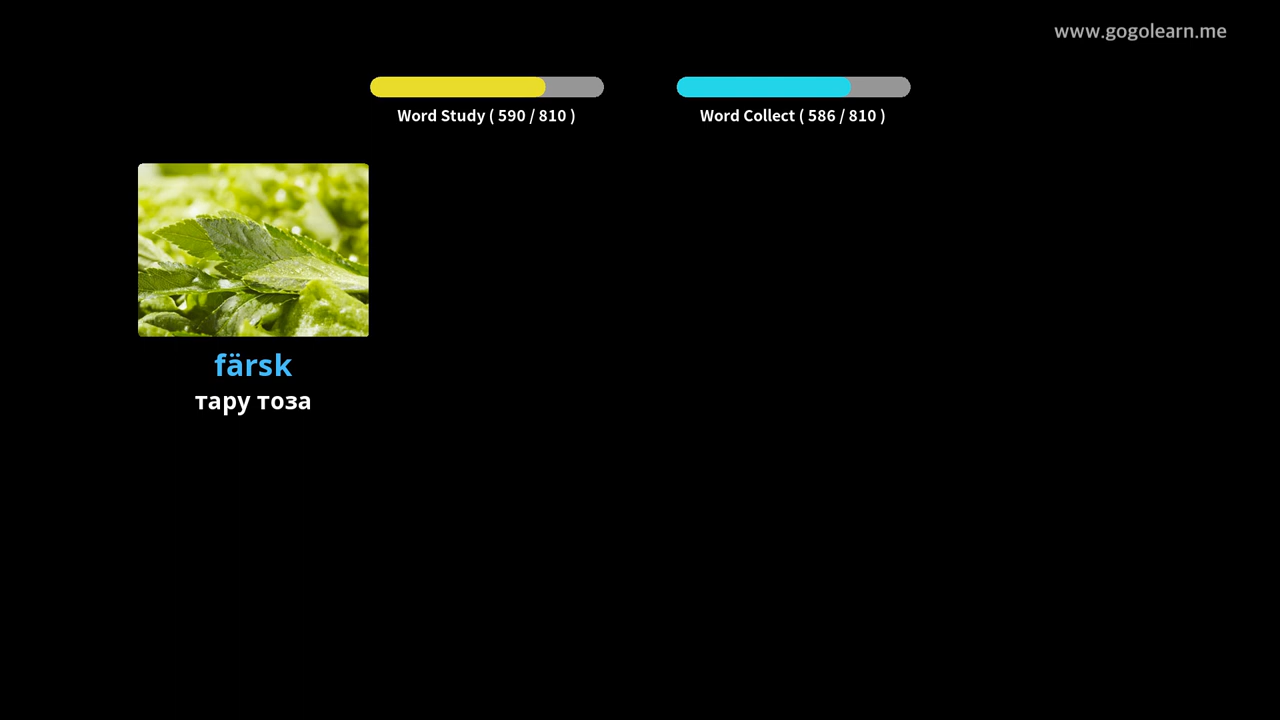 www.gogolearn.me
Word Study ( 590 / 810 )
Word Collect ( 586 / 810 )
färsk
тару тоза